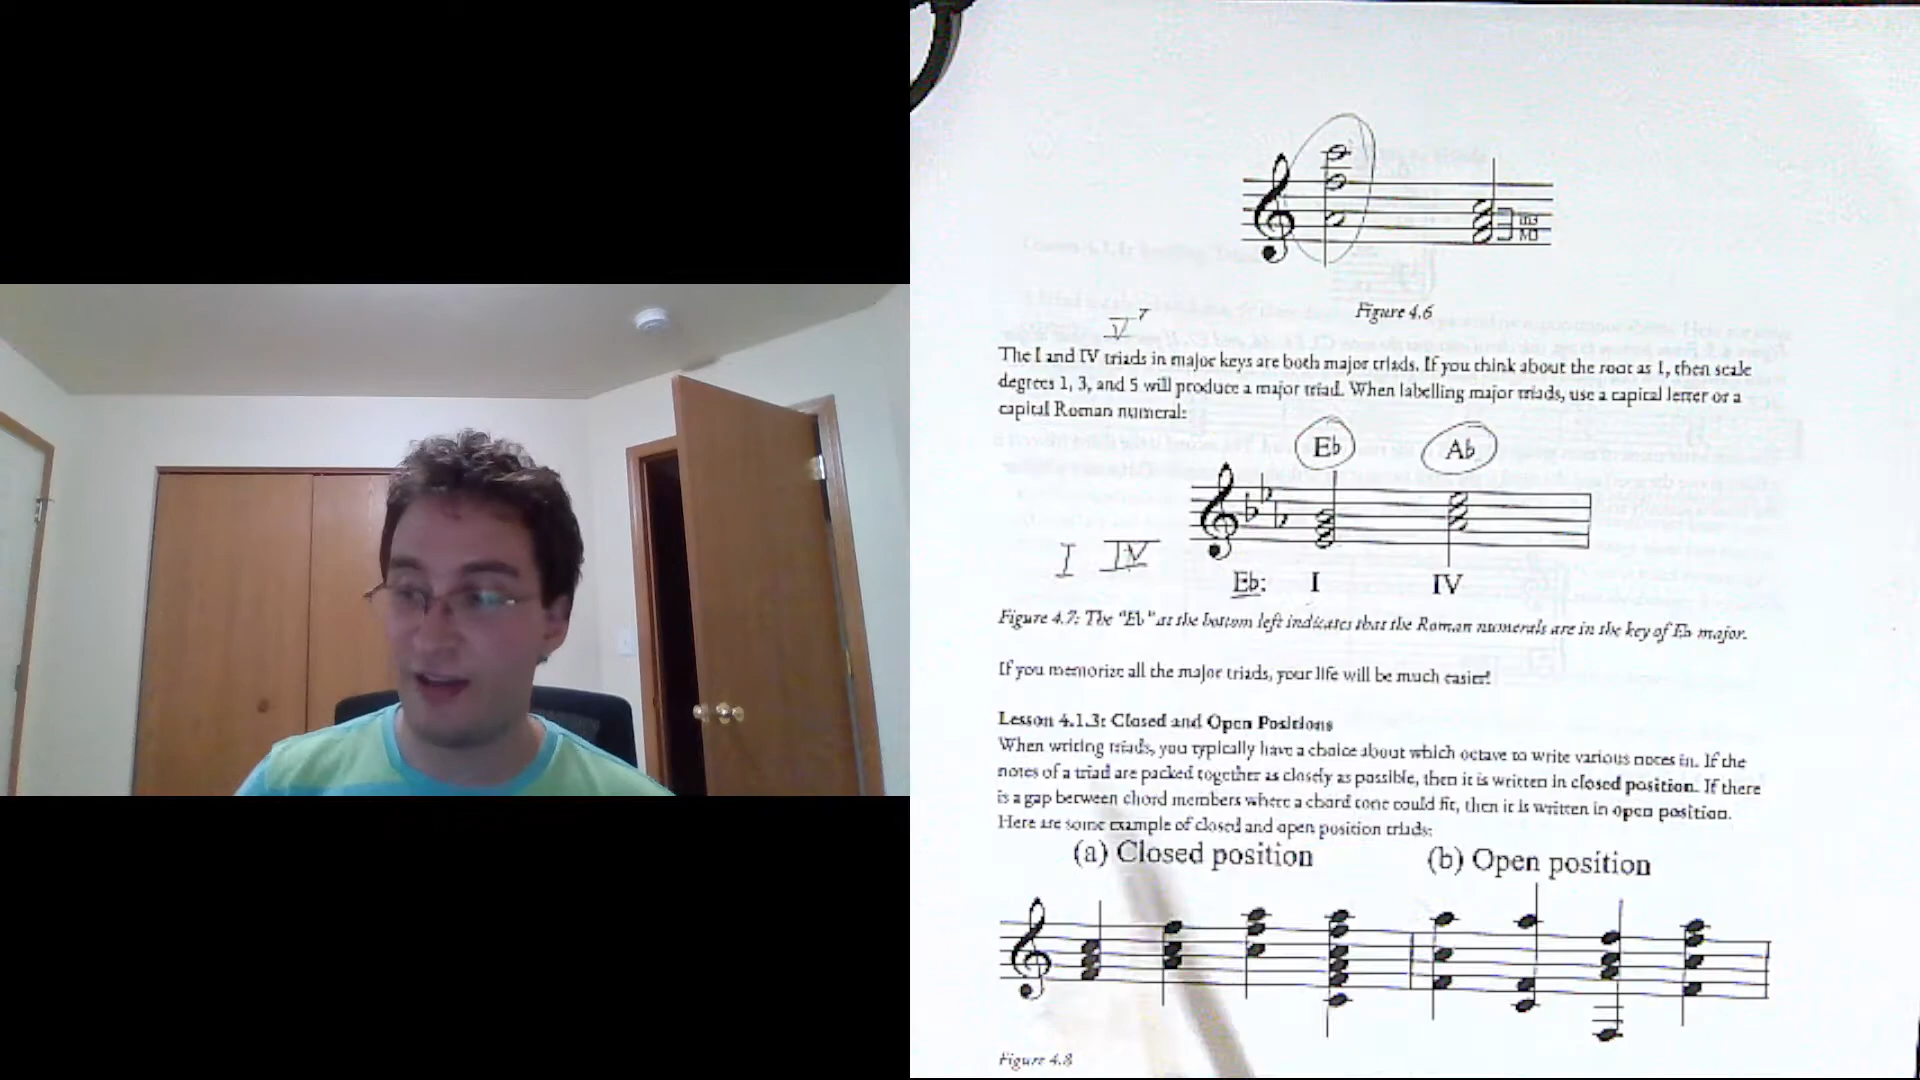 m3
M3
Figure 4.6
V7
The I and IV triads in major keys are both major triads. If you think about the root as 1, then scale
degrees 1, 3, and 5 will produce a major triad. When labelling major triads, use a capital letter or a
capital Roman numeral:
E♭ A♭
I IV
E♭: I IV
Figure 4.7: The "E♭" at the bottom left indicates that the Roman numerals are in the key of E♭ major.
If you memorize all the major triads, your life will be much easier!
Lesson 4.1.3: Closed and Open Positions
When writing triads, you typically have a choice about which octave to write various notes in. If the
notes of a triad are packed together as closely as possible, then it is written in closed position. If there
is a gap between chord members where a chord tone could fit, then it is written in open position.
Here are some example of closed and open position triads:
(a) Closed position (b) Open position
Figure 4.8